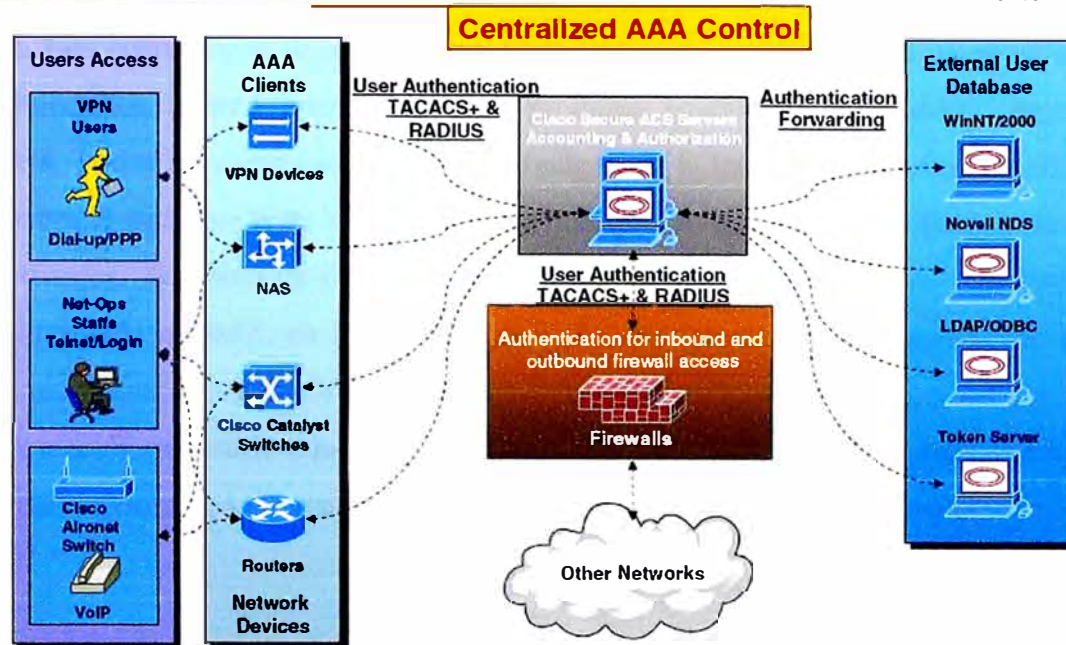 Centralized AAA Control
Users Access
VPN
Users
Dial-up/PPP
Net-Ops
Staffs
Telnet/Login
Cisco
Aironet
Switch
VoIP
AAA
Clients
VPN Devices
NAS
Cisco Catalyst
Switches
Routers
Network
Devices
User Authentication
TACACS+ &
RADIUS
Cisco Secure ACS Servers
Accounting & Authorization
User Authentication
TACACS+ & RADIUS
Authentication for inbound and
outbound firewall access
Firewalls
Other Networks
Authentication
Forwarding
External User
Database
WinNT/2000
Novell NDS
LDAP/ODBC
Token Server